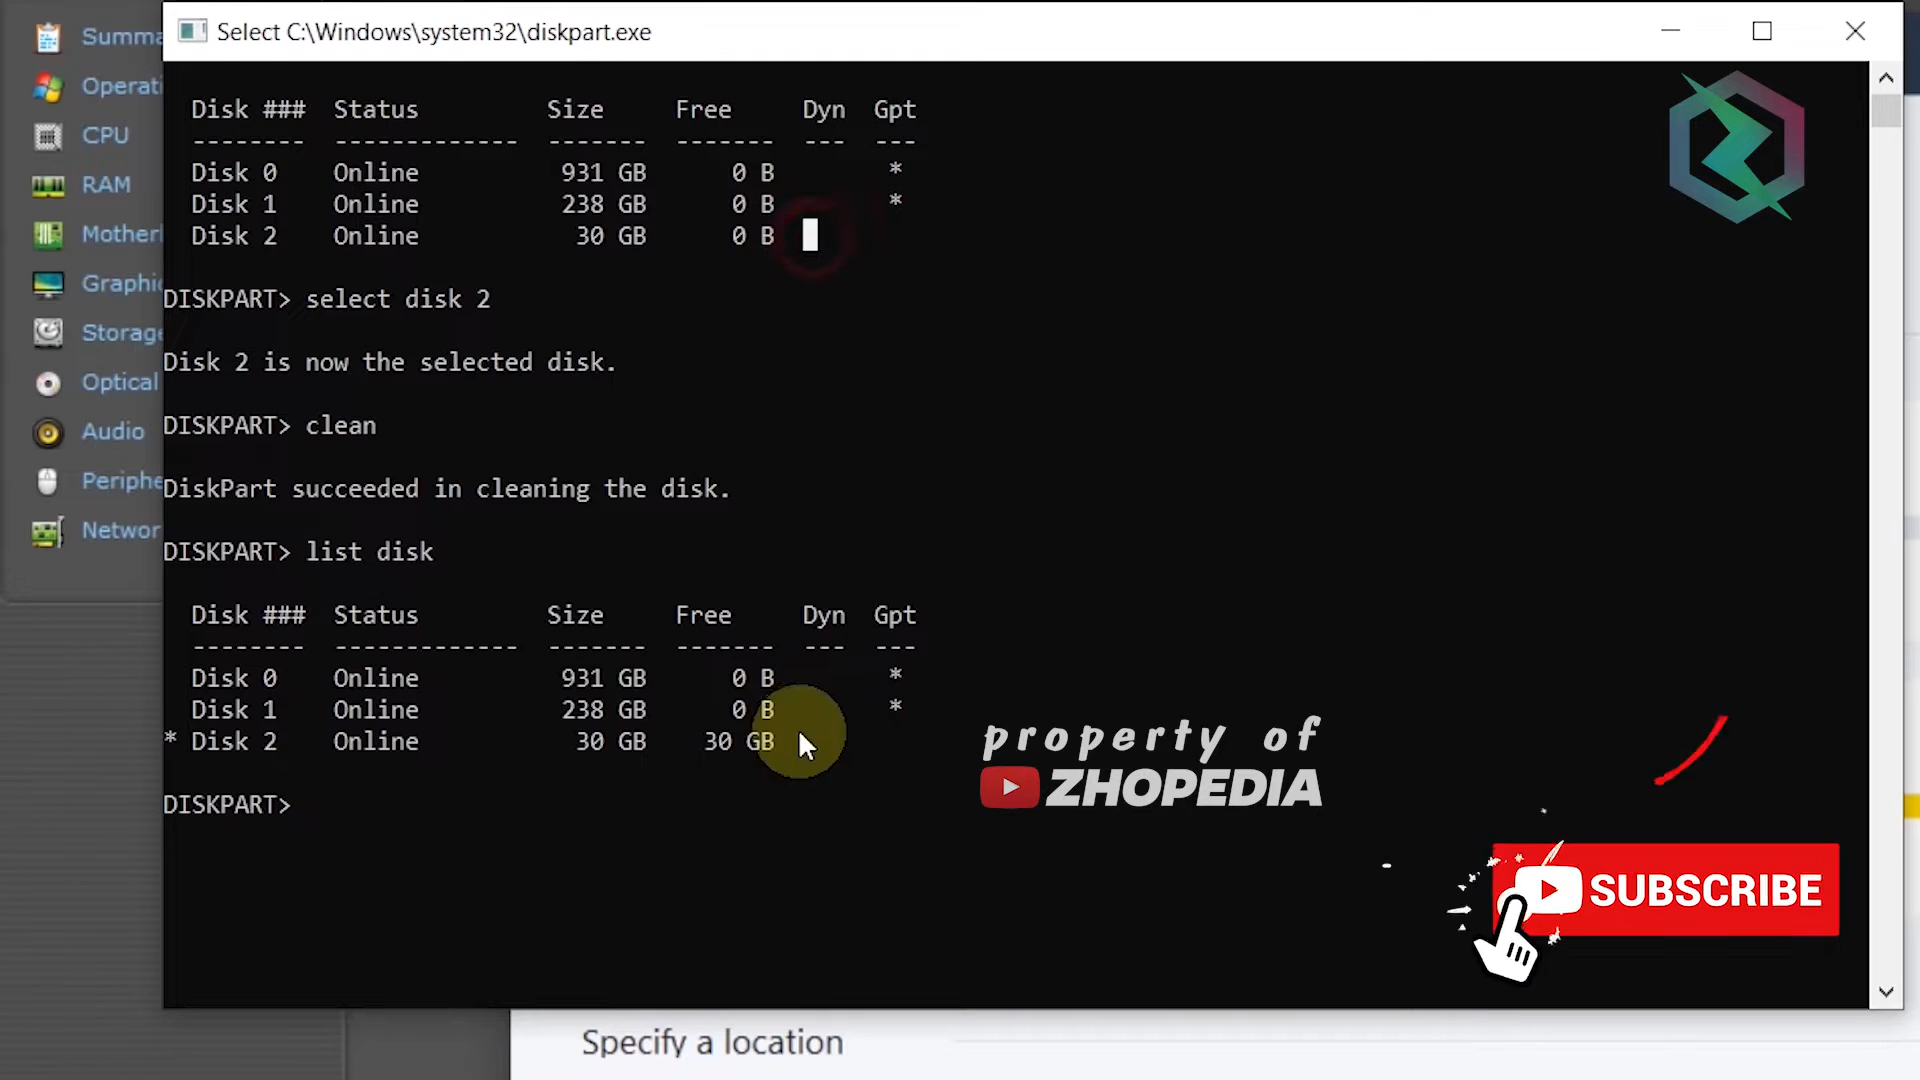 Select C:\Windows\system32\diskpart.exe
Summa
Operati
CPU
RAM
Motherl
Graphic
Storage
Optical
Audio
Periphe
Networ
Disk ### Status Size Free Dyn Gpt
-------- ------------- ------- ------- --- ---
Disk 0 Online 931 GB 0 B *
Disk 1 Online 238 GB 0 B *
Disk 2 Online 30 GB 0 B
DISKPART> select disk 2
Disk 2 is now the selected disk.
DISKPART> clean
DiskPart succeeded in cleaning the disk.
DISKPART> list disk
Disk ### Status Size Free Dyn Gpt
-------- ------------- ------- ------- --- ---
Disk 0 Online 931 GB 0 B *
Disk 1 Online 238 GB 0 B *
* Disk 2 Online 30 GB 30 GB
DISKPART>
property of
ZHOPEDIA
SUBSCRIBE
Specify a location